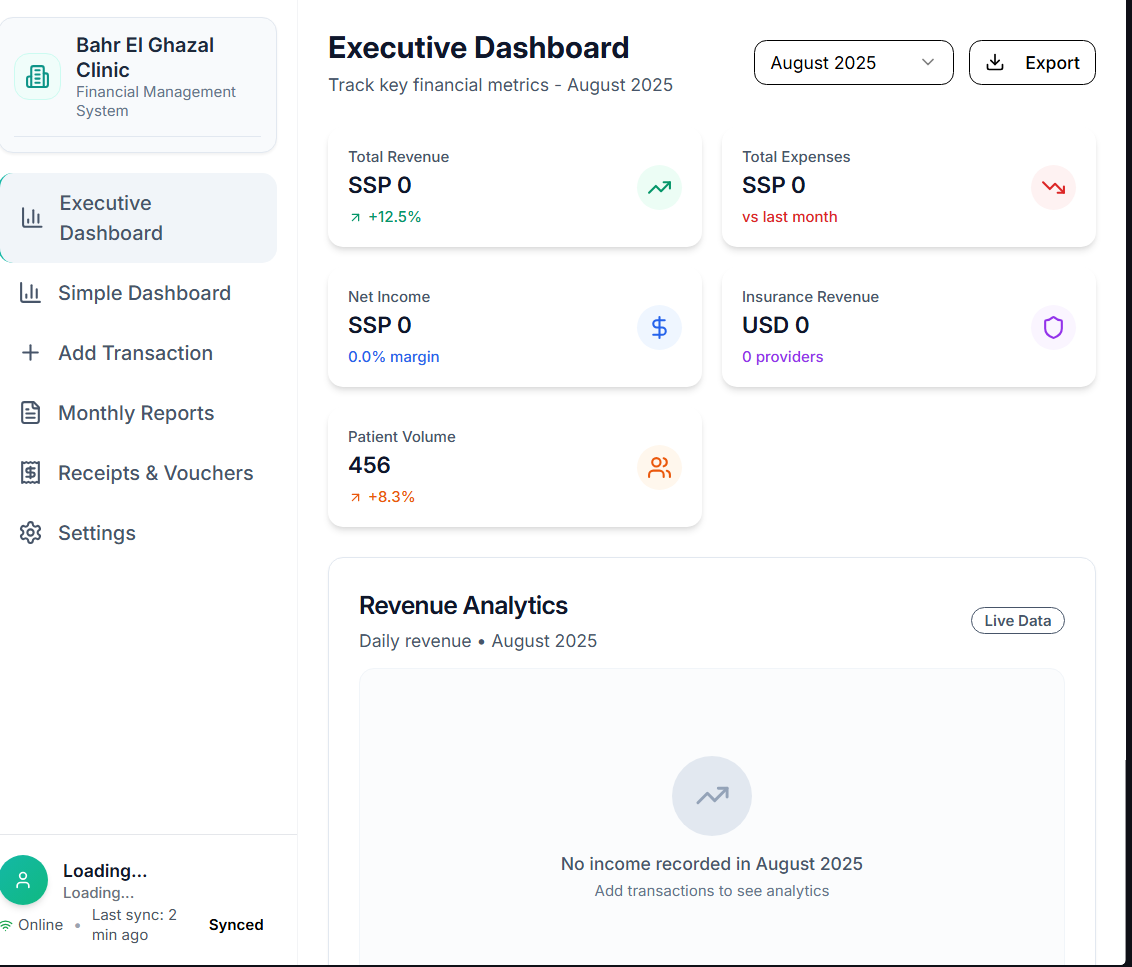 Bahr El Ghazal
Clinic
Financial Management
System
Executive
Dashboard
Simple Dashboard
Add Transaction
Monthly Reports
Receipts & Vouchers
Settings
Loading...
Loading...
Online • Last sync: 2
min ago
Synced
Executive Dashboard
Track key financial metrics - August 2025
August 2025
Export
Total Revenue
SSP 0
+12.5%
Total Expenses
SSP 0
vs last month
Net Income
SSP 0
0.0% margin
Insurance Revenue
USD 0
0 providers
Patient Volume
456
+8.3%
Revenue Analytics
Daily revenue • August 2025
Live Data
No income recorded in August 2025
Add transactions to see analytics